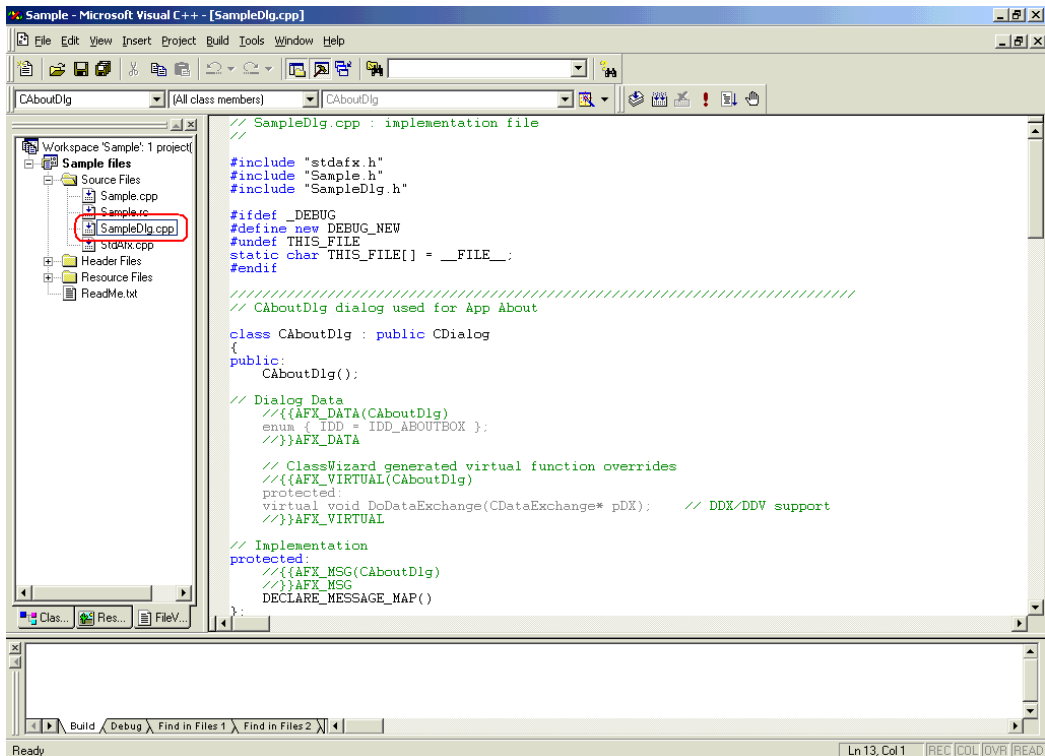 Sample - Microsoft Visual C++ - [SampleDlg.cpp]
File Edit View Insert Project Build Tools Window Help
CAboutDlg (All class members) CAboutDlg
Workspace 'Sample': 1 project(
Sample files
Source Files
Sample.cpp
Sample.rc
SampleDlg.cpp
StdAfx.cpp
Header Files
Resource Files
ReadMe.txt
Clas... Res... FileV...
// SampleDlg.cpp : implementation file
//
#include "stdafx.h"
#include "Sample.h"
#include "SampleDlg.h"
#ifdef _DEBUG
#define new DEBUG_NEW
#undef THIS_FILE
static char THIS_FILE[] = __FILE__;
#endif
/////////////////////////////////////////////////////////////////////////////
// CAboutDlg dialog used for App About
class CAboutDlg : public CDialog
{
public:
CAboutDlg();
// Dialog Data
//{{AFX_DATA(CAboutDlg)
enum { IDD = IDD_ABOUTBOX };
//}}AFX_DATA
// ClassWizard generated virtual function overrides
//{{AFX_VIRTUAL(CAboutDlg)
protected:
virtual void DoDataExchange(CDataExchange* pDX); // DDX/DDV support
//}}AFX_VIRTUAL
// Implementation
protected:
//{{AFX_MSG(CAboutDlg)
//}}AFX_MSG
DECLARE_MESSAGE_MAP()
};
Build Debug Find in Files 1 Find in Files 2
Ready Ln 13, Col 1 REC COL OVR READ